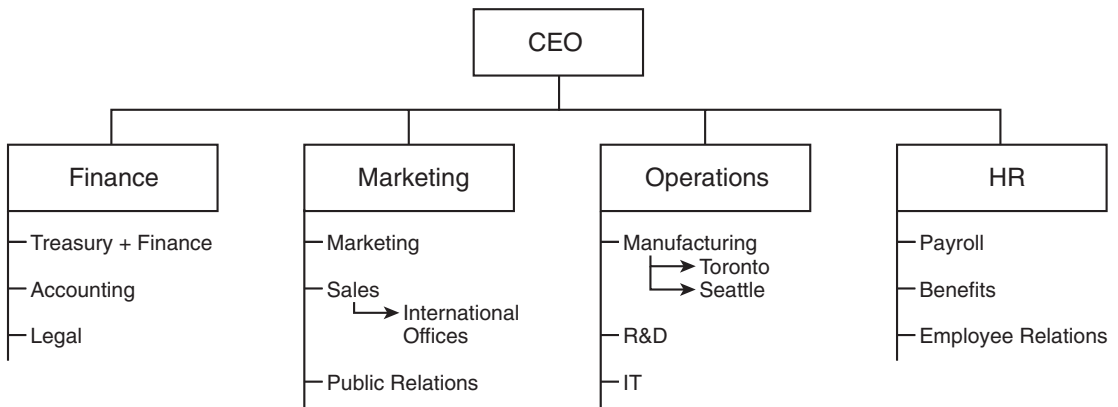 CEO
Finance
Treasury + Finance
Accounting
Legal
Marketing
Marketing
Sales
International
Offices
Public Relations
Operations
Manufacturing
Toronto
Seattle
R&D
IT
HR
Payroll
Benefits
Employee Relations